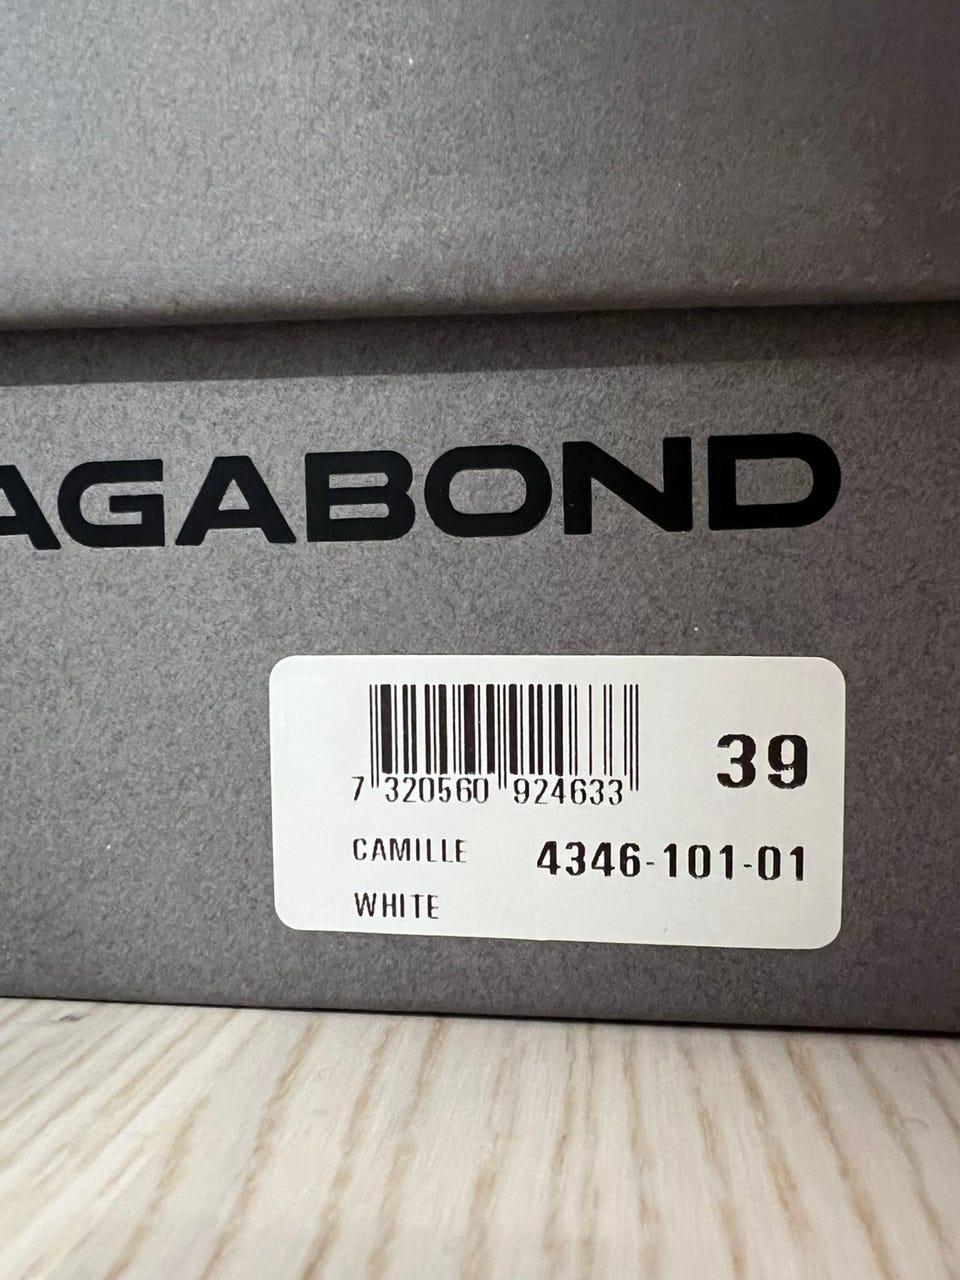 AGABOND
39
7 320560 924633
CAMILLE 4346-101-01
WHITE